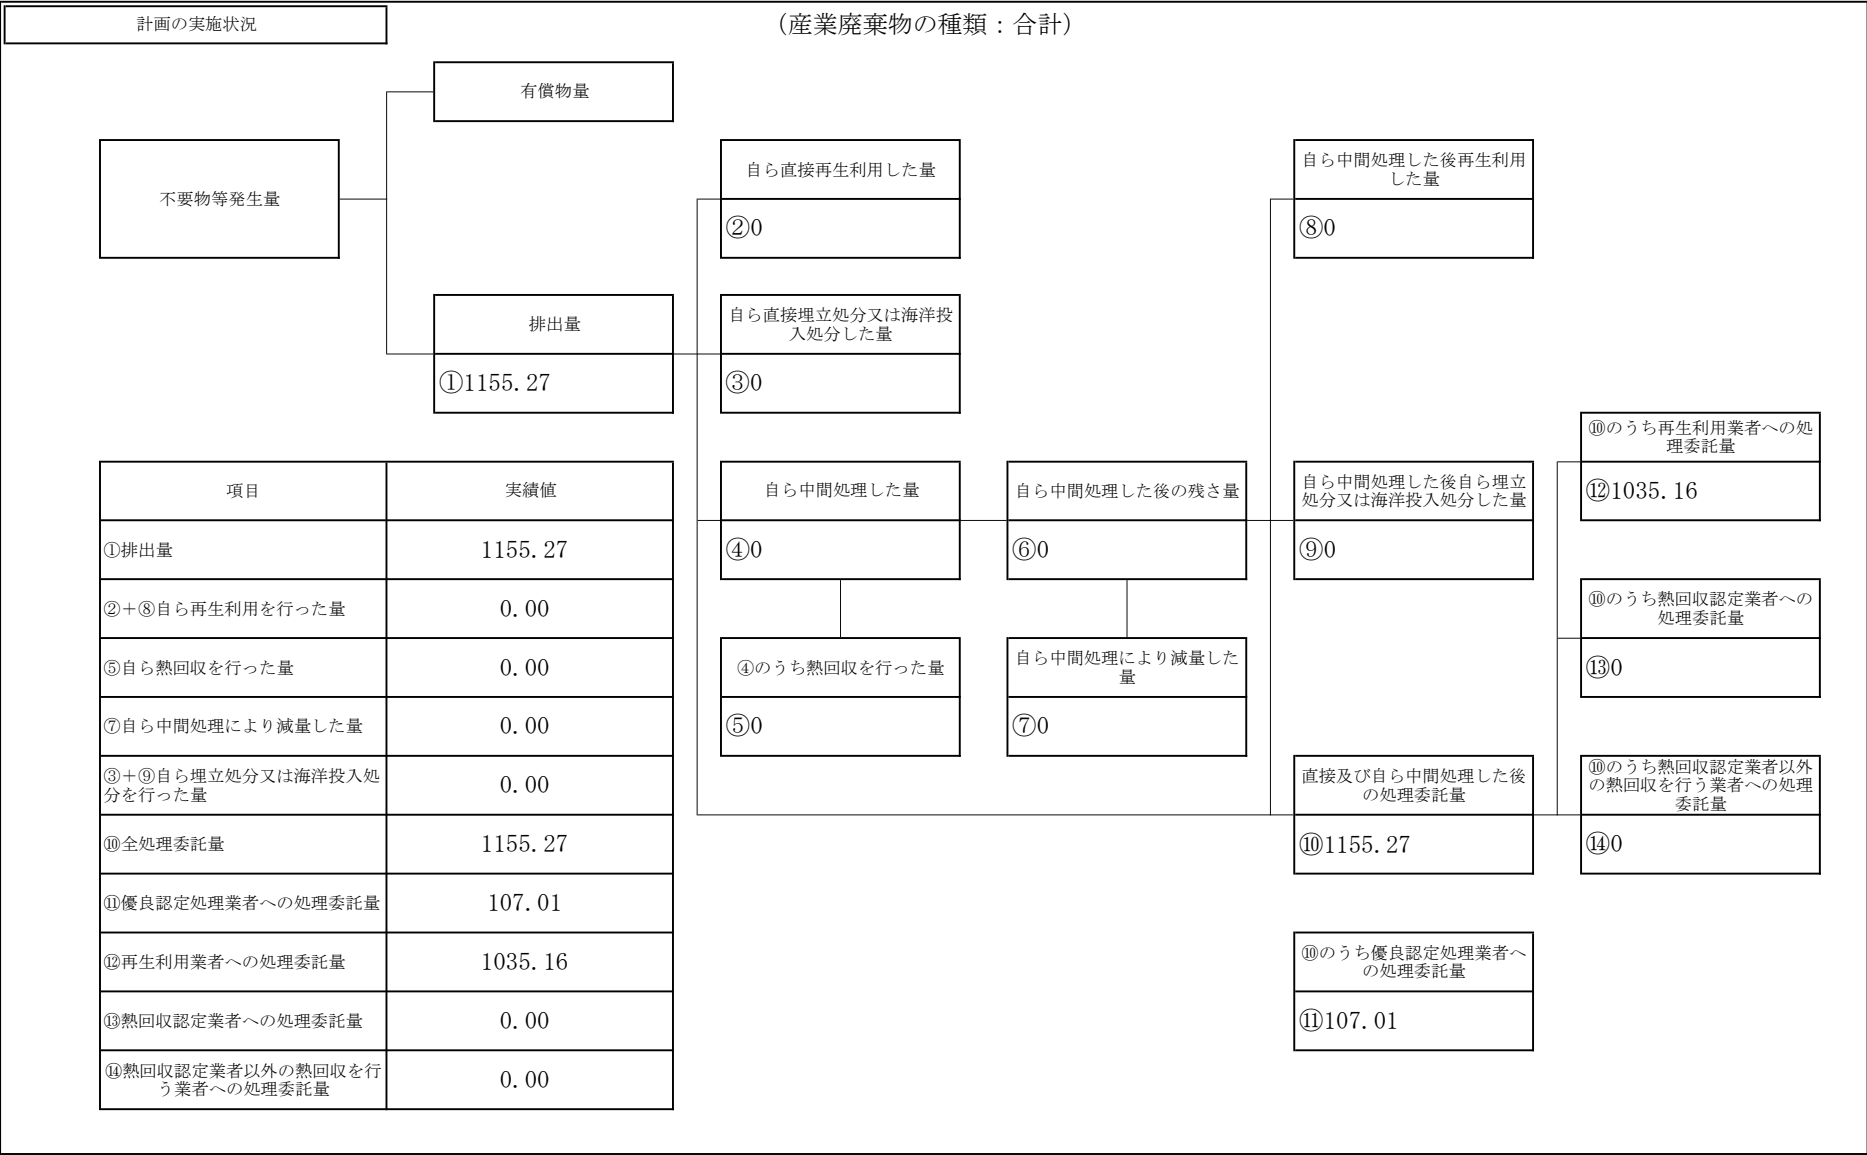 計画の実施状況
（産業廃棄物の種類：合計）
有償物量
不要物等発生量
自ら直接再生利用した量
②0
自ら中間処理した後再生利用
した量
⑧0
排出量
①1155.27
自ら直接埋立処分又は海洋投
入処分した量
③0
項目
実績値
①排出量
1155.27
②＋⑧自ら再生利用を行った量
0.00
⑤自ら熱回収を行った量
0.00
⑦自ら中間処理により減量した量
0.00
③＋⑨自ら埋立処分又は海洋投入処
分を行った量
0.00
⑩全処理委託量
1155.27
⑪優良認定処理業者への処理委託量
107.01
⑫再生利用業者への処理委託量
1035.16
⑬熱回収認定業者への処理委託量
0.00
⑭熱回収認定業者以外の熱回収を行
う業者への処理委託量
0.00
自ら中間処理した量
④0
④のうち熱回収を行った量
⑤0
自ら中間処理した後の残さ量
⑥0
自ら中間処理により減量した
量
⑦0
自ら中間処理した後自ら埋立
処分又は海洋投入処分した量
⑨0
直接及び自ら中間処理した後
の処理委託量
⑩1155.27
⑩のうち優良認定処理業者へ
の処理委託量
⑪107.01
⑩のうち再生利用業者への処
理委託量
⑫1035.16
⑩のうち熱回収認定業者への
処理委託量
⑬0
⑩のうち熱回収認定業者以外
の熱回収を行う業者への処理
委託量
⑭0